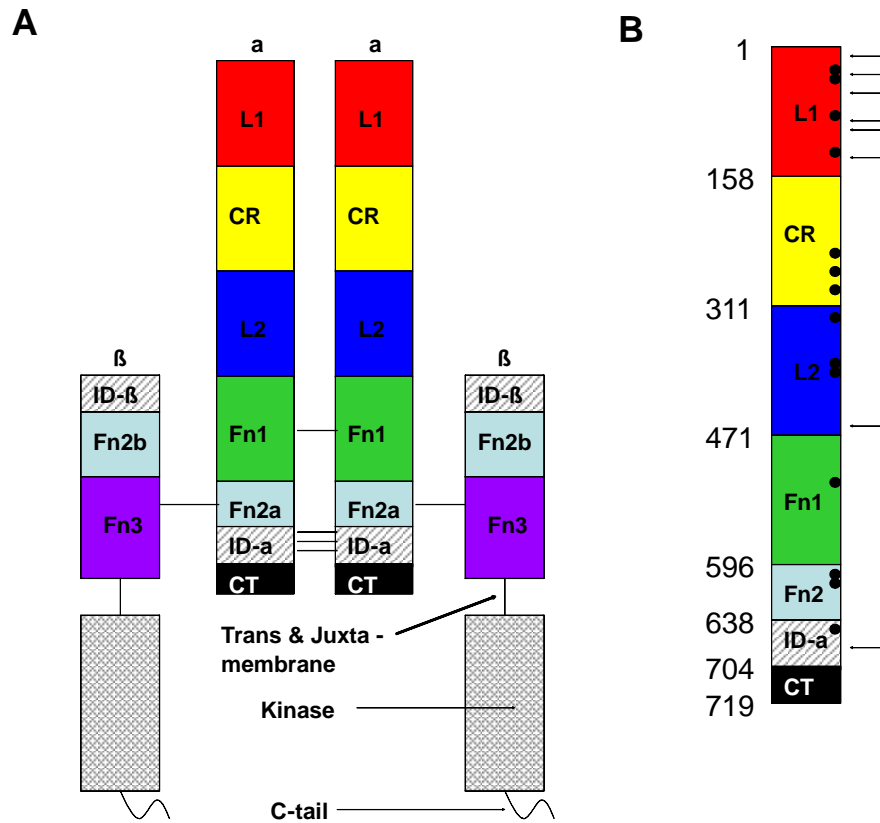 A
a
a
L1
L1
CR
CR
L2
L2
ß
ß
ID-ß
ID-ß
Fn2b
Fn1
Fn1
Fn2b
Fn3
Fn2a
Fn2a
Fn3
ID-a
ID-a
CT
CT
Trans & Juxta -
membrane
Kinase
C-tail
B
1
L1
158
CR
311
L2
471
Fn1
596
Fn2
638
ID-a
704
CT
719